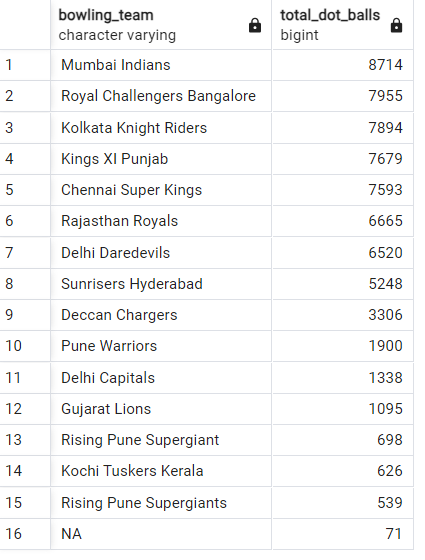 bowling_team total_dot_balls
character varying bigint
1 Mumbai Indians 8714
2 Royal Challengers Bangalore 7955
3 Kolkata Knight Riders 7894
4 Kings XI Punjab 7679
5 Chennai Super Kings 7593
6 Rajasthan Royals 6665
7 Delhi Daredevils 6520
8 Sunrisers Hyderabad 5248
9 Deccan Chargers 3306
10 Pune Warriors 1900
11 Delhi Capitals 1338
12 Gujarat Lions 1095
13 Rising Pune Supergiant 698
14 Kochi Tuskers Kerala 626
15 Rising Pune Supergiants 539
16 NA 71